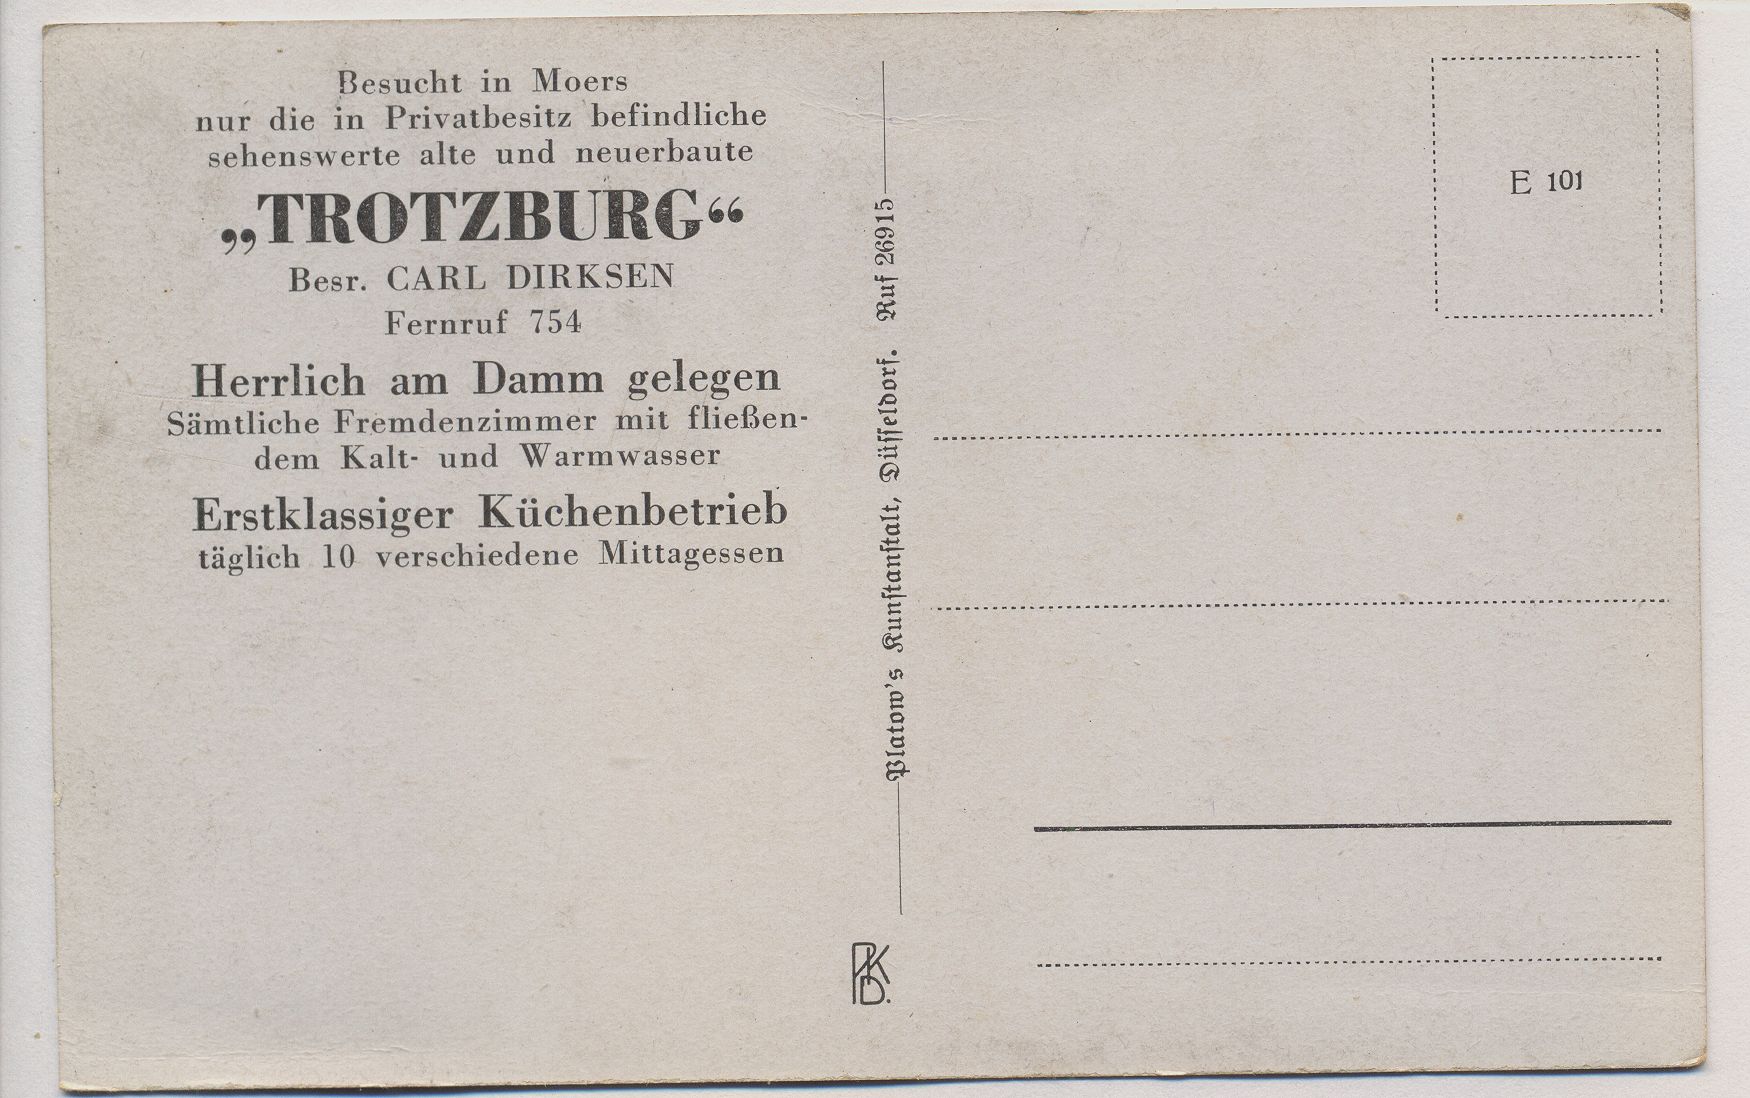 Besucht in Moers
nur die in Privatbesitz befindliche
sehenswerte alte und neuerbaute
„TROTZBURG“
Besr. CARL DIRKSEN
Fernruf 754
Herrlich am Damm gelegen
Sämtliche Fremdenzimmer mit fließen-
dem Kalt- und Warmwasser
Erstklassiger Küchenbetrieb
täglich 10 verschiedene Mittagessen
Platow's Kunstanstalt, Düsseldorf. Ruf 26915
PKD.
E 101